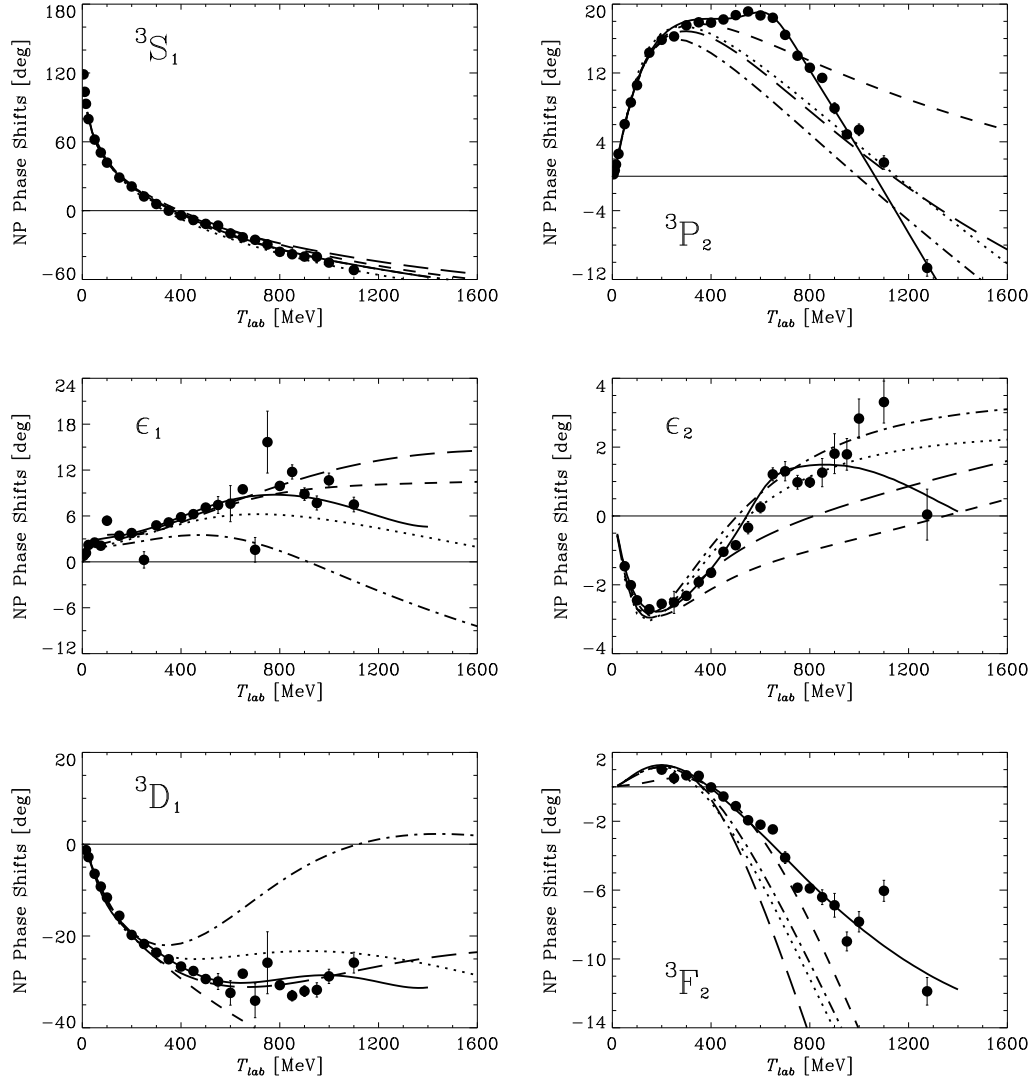 ³S₁
NP Phase Shifts [deg]
180
120
60
0
−60
0 400 800 1200 1600
T_lab [MeV]
³P₂
NP Phase Shifts [deg]
20
12
4
−4
−12
0 400 800 1200 1600
T_lab [MeV]
ϵ₁
NP Phase Shifts [deg]
24
18
12
6
0
−6
−12
0 400 800 1200 1600
T_lab [MeV]
ϵ₂
NP Phase Shifts [deg]
4
2
0
−2
−4
0 400 800 1200 1600
T_lab [MeV]
³D₁
NP Phase Shifts [deg]
20
0
−20
−40
0 400 800 1200 1600
T_lab [MeV]
³F₂
NP Phase Shifts [deg]
2
−2
−6
−10
−14
0 400 800 1200 1600
T_lab [MeV]